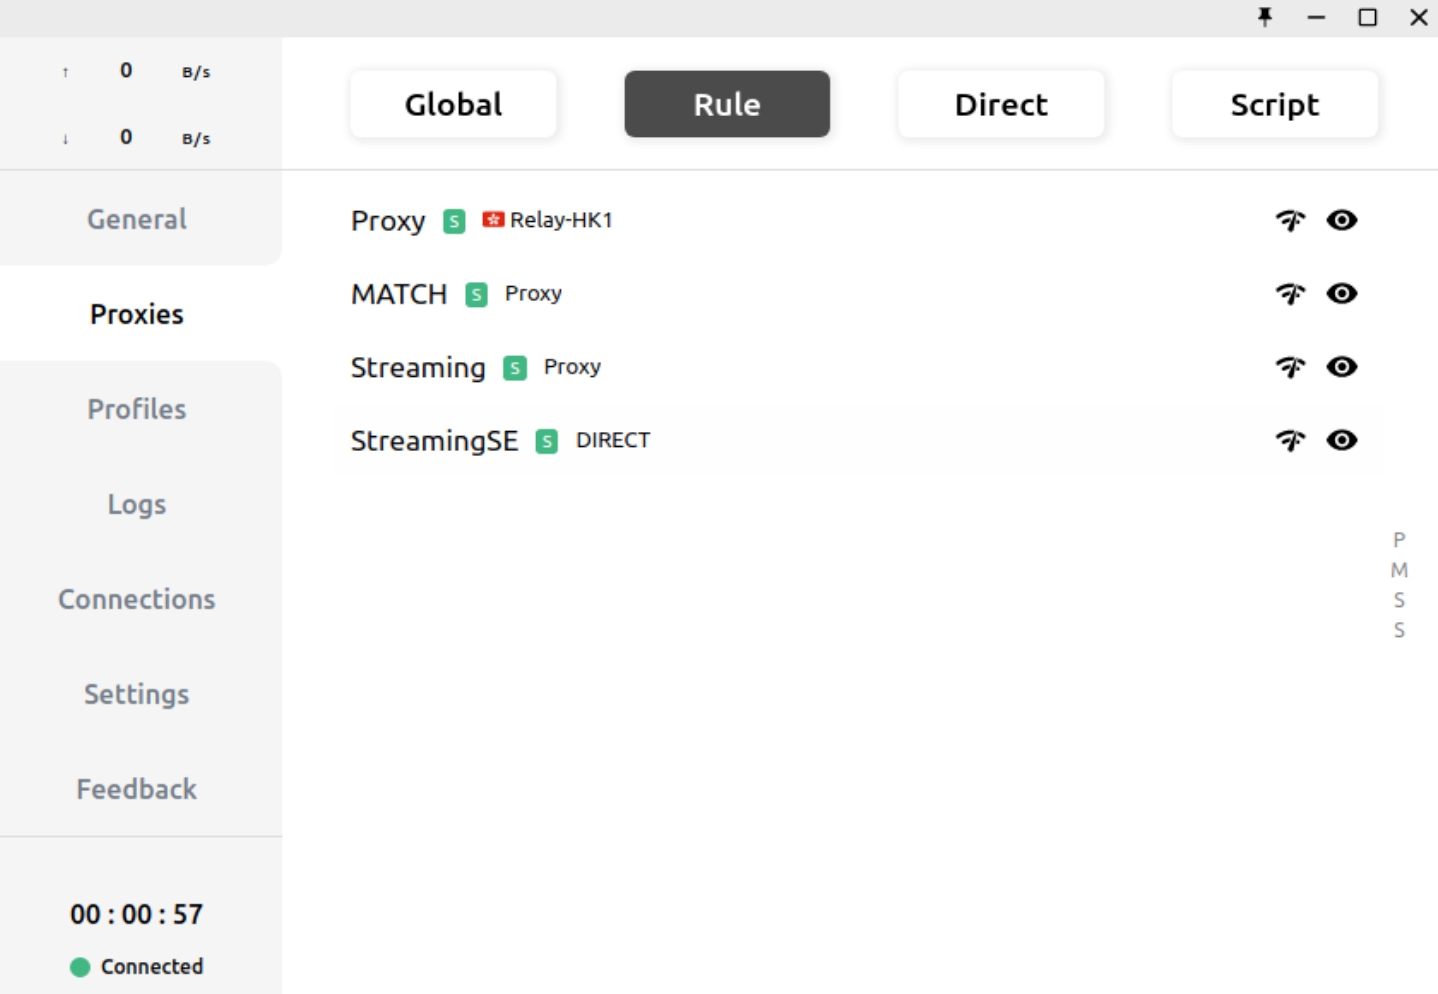 ↑ 0 B/s
↓ 0 B/s
Global Rule Direct Script
General
Proxies
Profiles
Logs
Connections
Settings
Feedback
00 : 00 : 57
Connected
Proxy S Relay-HK1
MATCH S Proxy
Streaming S Proxy
StreamingSE S DIRECT
P
M
S
S